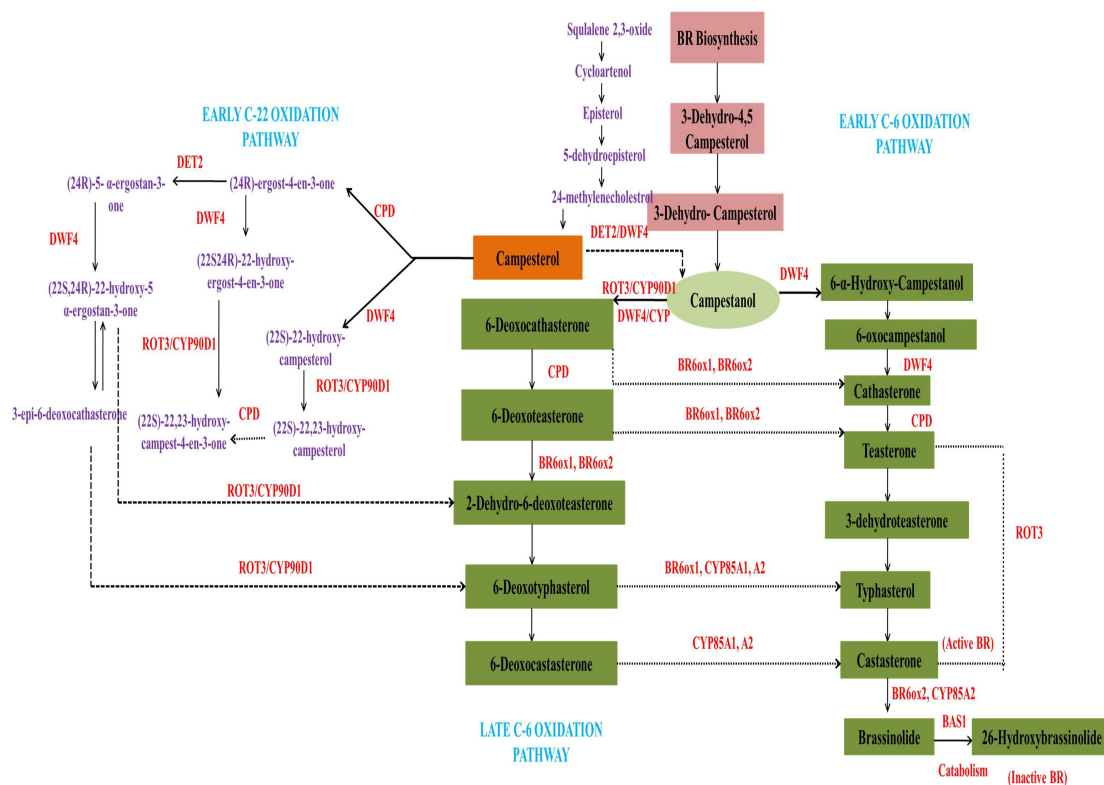 Squlalene 2,3-oxide
Cycloartenol
Episterol
5-dehydroepisterol
24-methylenecholestrol
BR Biosynthesis
3-Dehydro-4,5
Campesterol
3-Dehydro- Campesterol
EARLY C-22 OXIDATION
PATHWAY
EARLY C-6 OXIDATION
PATHWAY
DET2
(24R)-5- α-ergostan-3-
one
(24R)-ergost-4-en-3-one
DWF4
DWF4
CPD
Campesterol
DET2/DWF4
Campestanol
DWF4
6-α-Hydroxy-Campestanol
(22S,24R)-22-hydroxy-5
α-ergostan-3-one
(22S24R)-22-hydroxy-
ergost-4-en-3-one
ROT3/CYP90D1
DWF4/CYP
DWF4
6-Deoxocathasterone
6-oxocampestanol
ROT3/CYP90D1
(22S)-22-hydroxy-
campesterol
ROT3/CYP90D1
CPD
BR6ox1, BR6ox2
DWF4
Cathasterone
3-epi-6-deoxocathasterone
(22S)-22,23-hydroxy-
campest-4-en-3-one
CPD
(22S)-22,23-hydroxy-
campesterol
6-Deoxoteasterone
BR6ox1, BR6ox2
CPD
Teasterone
BR6ox1, BR6ox2
ROT3/CYP90D1
2-Dehydro-6-deoxoteasterone
3-dehydroteasterone
ROT3
ROT3/CYP90D1
6-Deoxotyphasterol
BR6ox1, CYP85A1, A2
Typhasterol
6-Deoxocastasterone
CYP85A1, A2
Castasterone
(Active BR)
BR6ox2, CYP85A2
LATE C-6 OXIDATION
PATHWAY
Brassinolide
BAS1
26-Hydroxybrassinolide
Catabolism
(Inactive BR)